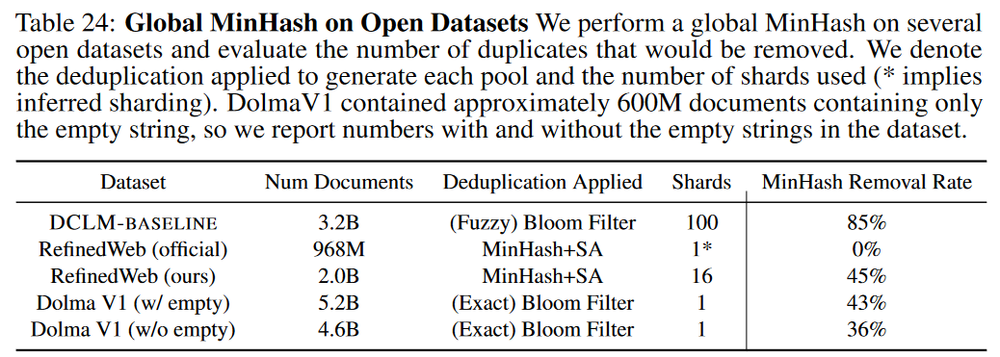 Table 24: Global MinHash on Open Datasets We perform a global MinHash on several
open datasets and evaluate the number of duplicates that would be removed. We denote
the deduplication applied to generate each pool and the number of shards used (* implies
inferred sharding). DolmaV1 contained approximately 600M documents containing only
the empty string, so we report numbers with and without the empty strings in the dataset.
Dataset Num Documents Deduplication Applied Shards MinHash Removal Rate
DCLM-BASELINE 3.2B (Fuzzy) Bloom Filter 100 85%
RefinedWeb (official) 968M MinHash+SA 1* 0%
RefinedWeb (ours) 2.0B MinHash+SA 16 45%
Dolma V1 (w/ empty) 5.2B (Exact) Bloom Filter 1 43%
Dolma V1 (w/o empty) 4.6B (Exact) Bloom Filter 1 36%